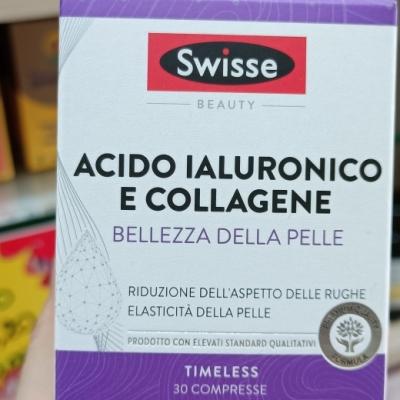 Swisse
BEAUTY
ACIDO IALURONICO
E COLLAGENE
BELLEZZA DELLA PELLE
RIDUZIONE DELL'ASPETTO DELLE RUGHE
ELASTICITÀ DELLA PELLE
PRODOTTO CON ELEVATI STANDARD QUALITATIVI
FORMULA
TIMELESS
30 COMPRESSE